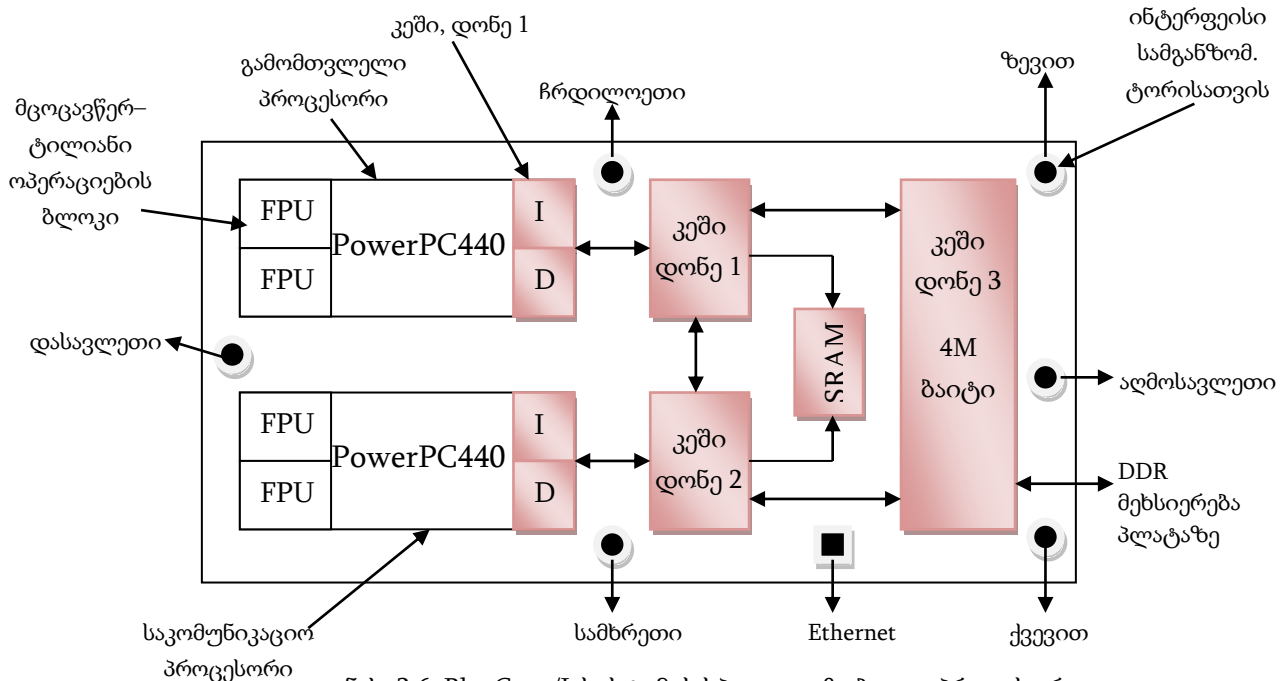 კეში, დონე 1
ინტერფეისი
სამგანზომ.
ტორისათვის
გამომთვლელი
პროცესორი
ზევით
ჩრდილოეთი
მცოცავწერ–
ტილიანი
ოპერაციების
ბლოკი
FPU
FPU
PowerPC440
I
D
კეში
დონე 1
კეში
დონე 3
4M
ბაიტი
SRAM
დასავლეთი
აღმოსავლეთი
FPU
FPU
PowerPC440
I
D
კეში
დონე 2
DDR
მეხსიერება
პლატაზე
საკომუნიკაციო
პროცესორი
სამხრეთი
Ethernet
ქვევით